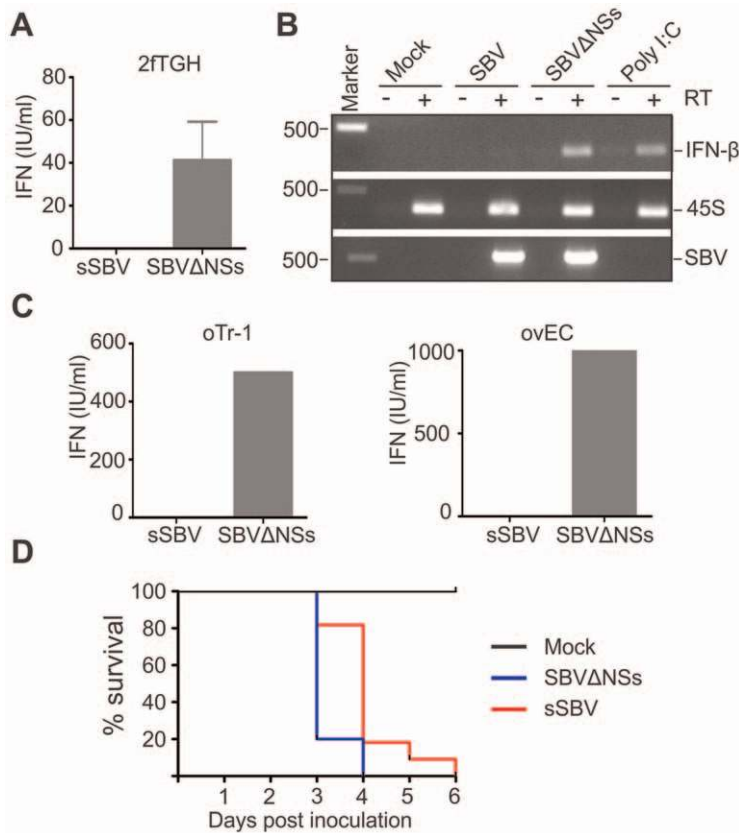 A
2fTGH
IFN (IU/ml)
80
60
40
20
0
sSBV SBVΔNSs
B
Marker Mock SBV SBVΔNSs Poly I:C
- + - + - + - + RT
500 IFN-β
500 45S
500 SBV
C
oTr-1
IFN (IU/ml)
600
400
200
0
sSBV SBVΔNSs
ovEC
IFN (IU/ml)
1000
500
0
sSBV SBVΔNSs
D
% survival
100
80
60
40
20
1 2 3 4 5 6
Days post inoculation
Mock
SBVΔNSs
sSBV